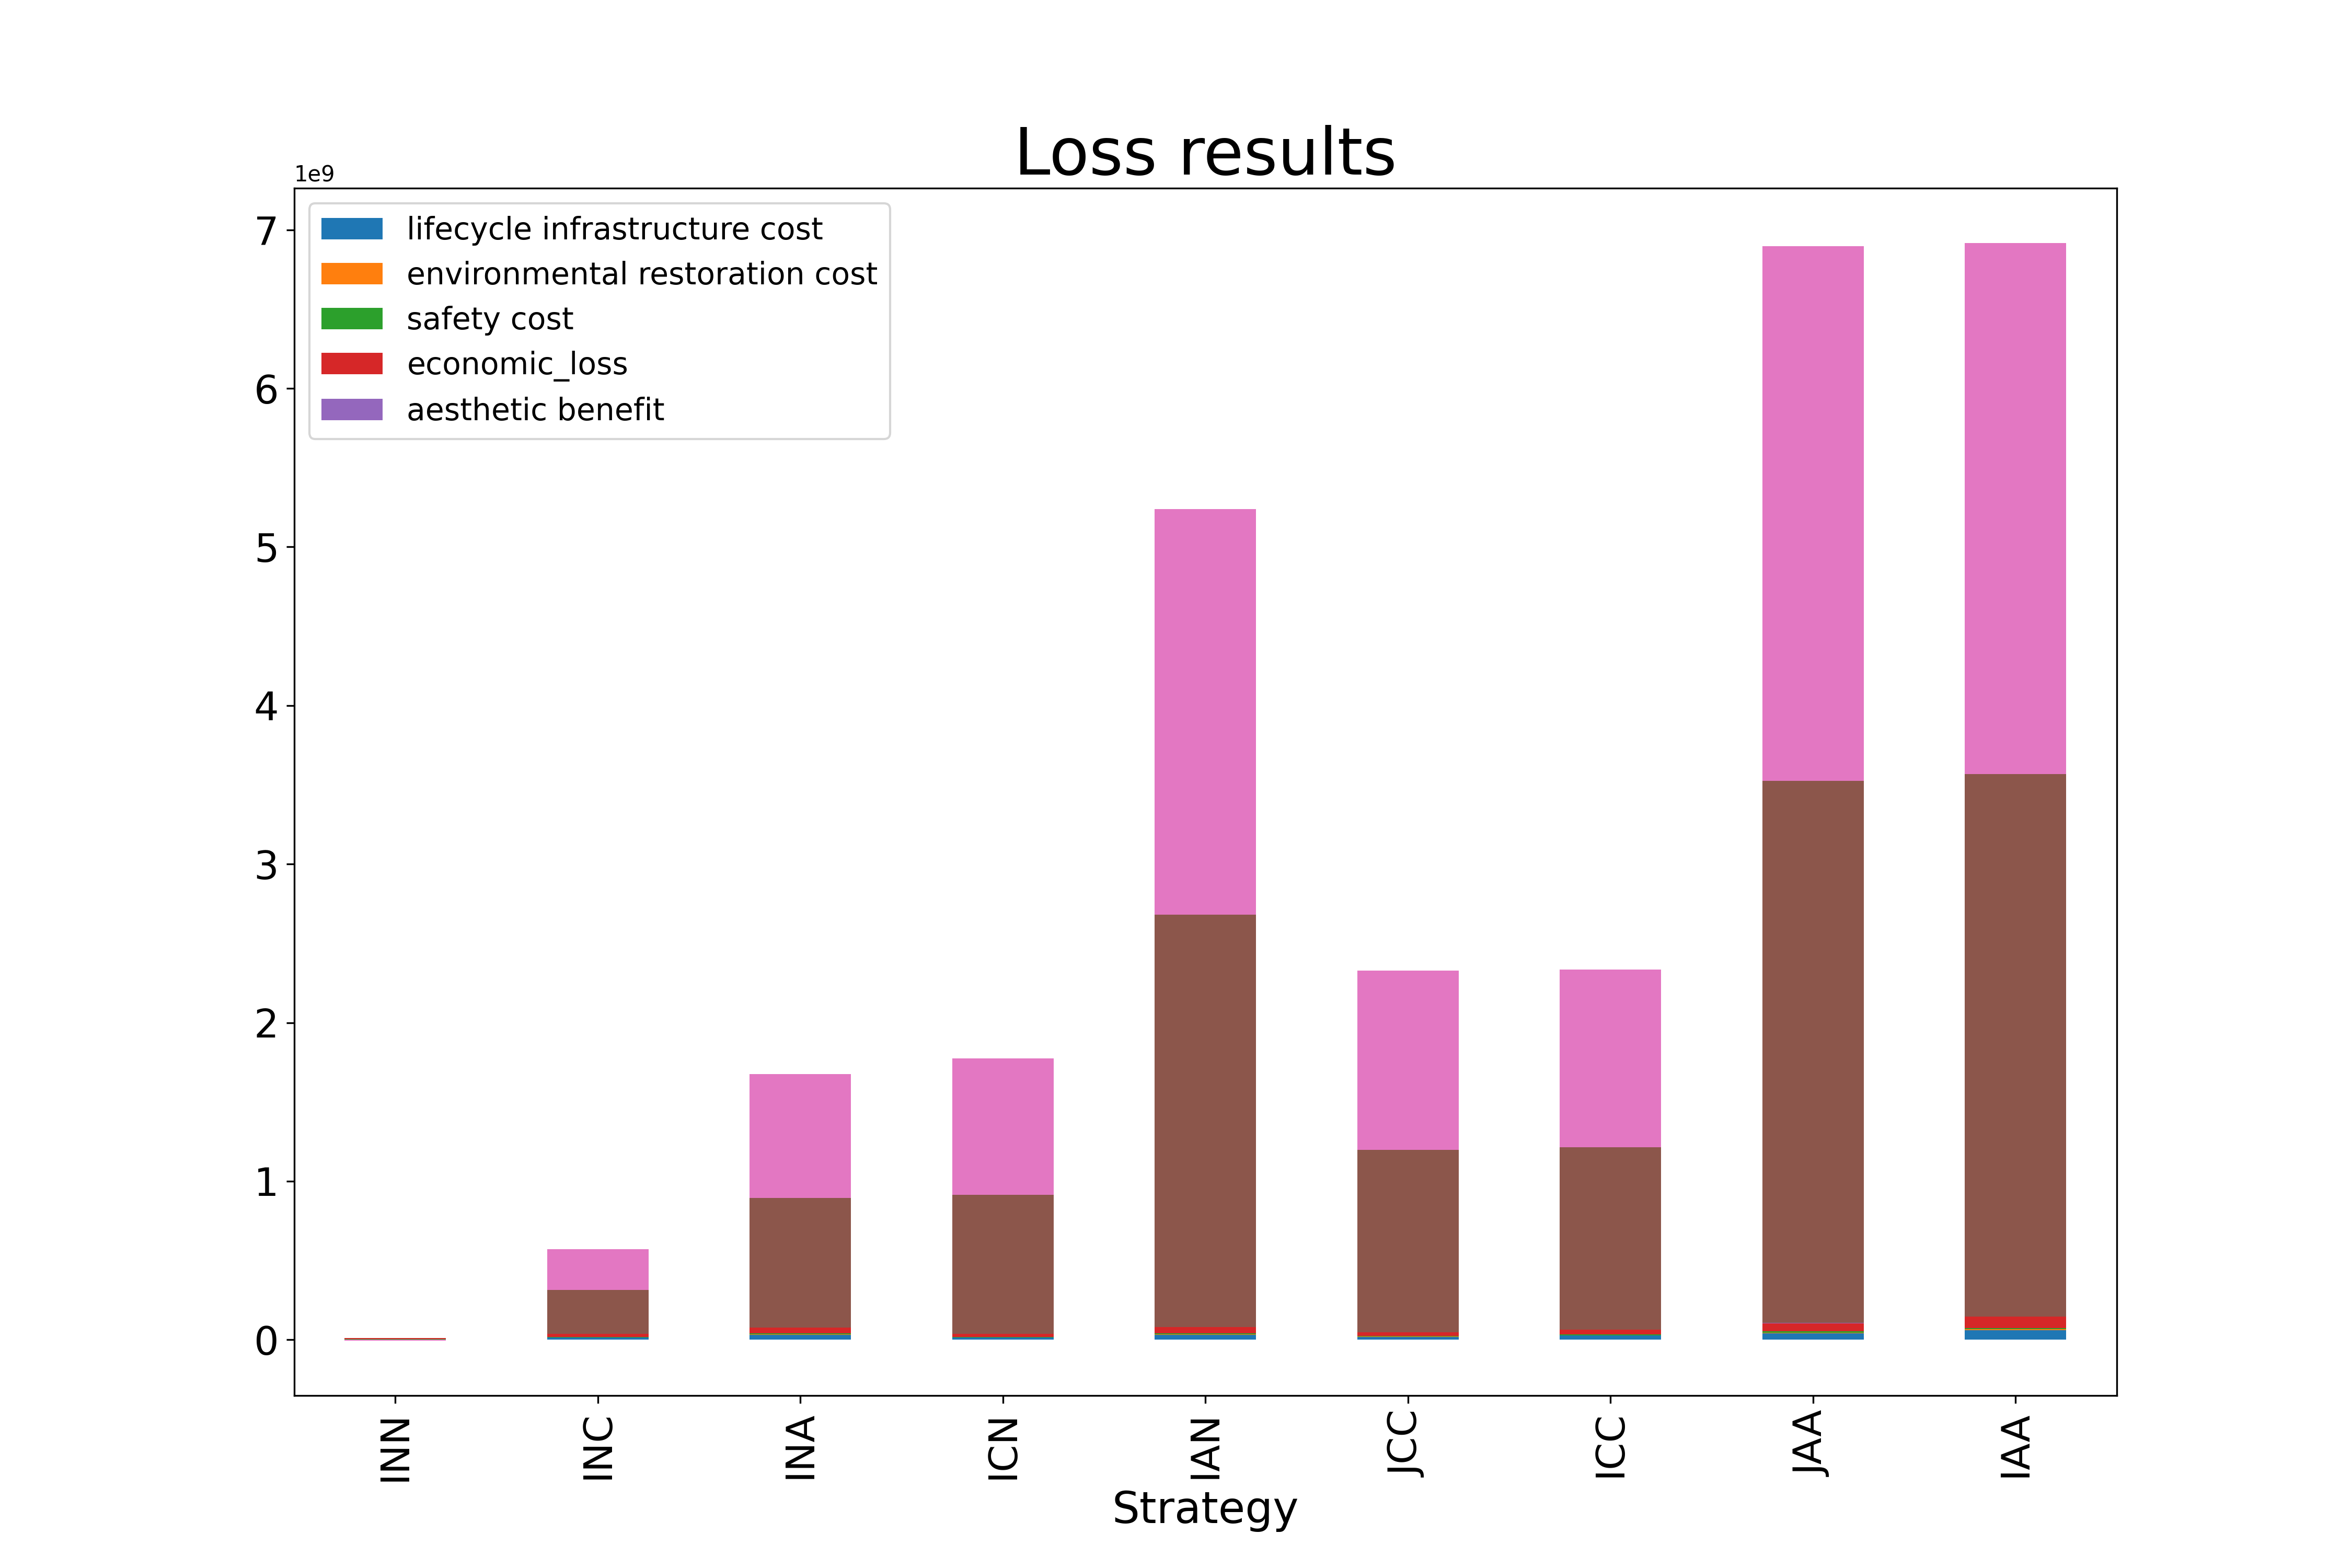 Loss results
1e9
lifecycle infrastructure cost
environmental restoration cost
safety cost
economic_loss
aesthetic benefit
7
6
5
4
3
2
1
0
INN
INC
INA
ICN
IAN
JCC
ICC
JAA
IAA
Strategy